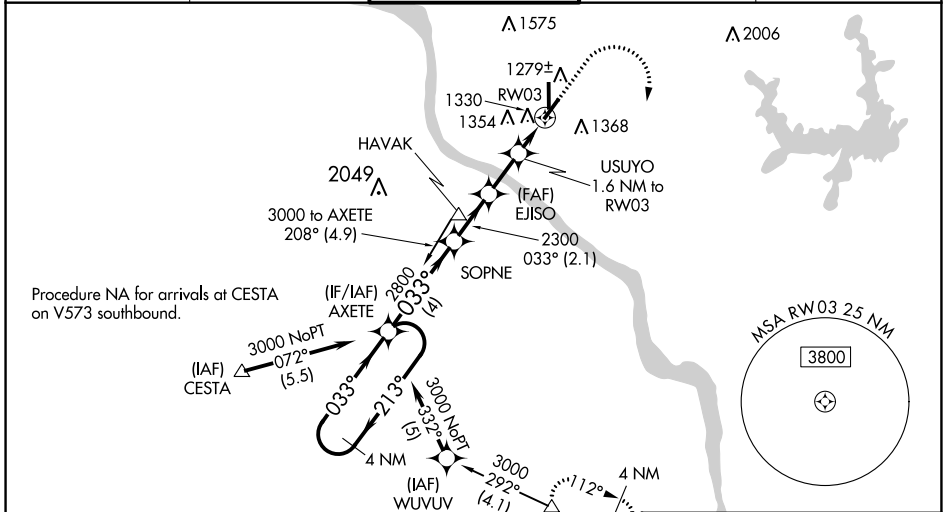 1575
2006
1279±
RW03
1330
1354
1368
HAVAK
USUYO
1.6 NM to
RW03
2049
(FAF)
EJISO
3000 to AXETE
208° (4.9)
2300
033° (2.1)
SOPNE
2800
033°
(4)
Procedure NA for arrivals at CESTA
on V573 southbound.
(IF/IAF)
AXETE
MSA RW03 25 NM
3800
3000 NoPT
072°
(5.5)
(IAF)
CESTA
033°
213°
3000 NoPT
332°
(5)
4 NM
(IAF)
WUVUV
3000
292°
(4.1)
112°
4 NM